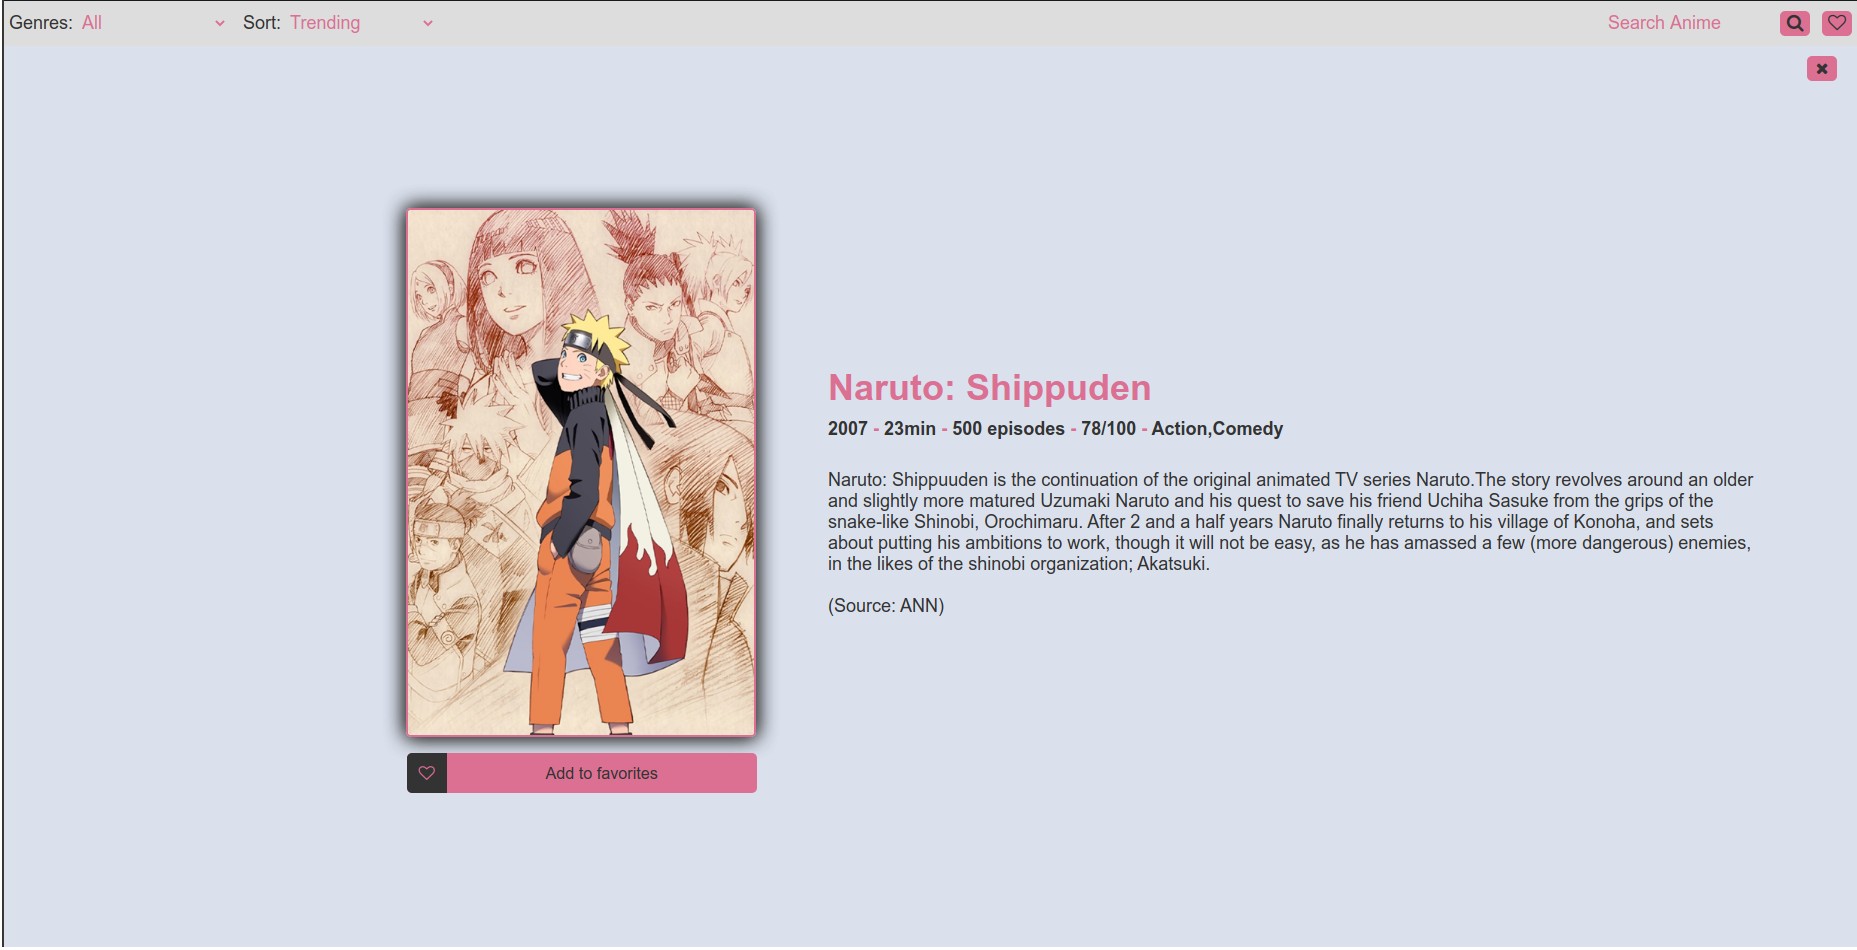 Genres: All Sort: Trending Search Anime
Naruto: Shippuden
2007 - 23min - 500 episodes - 78/100 - Action,Comedy
Naruto: Shippuuden is the continuation of the original animated TV series Naruto.The story revolves around an older
and slightly more matured Uzumaki Naruto and his quest to save his friend Uchiha Sasuke from the grips of the
snake-like Shinobi, Orochimaru. After 2 and a half years Naruto finally returns to his village of Konoha, and sets
about putting his ambitions to work, though it will not be easy, as he has amassed a few (more dangerous) enemies,
in the likes of the shinobi organization; Akatsuki.
(Source: ANN)
Add to favorites